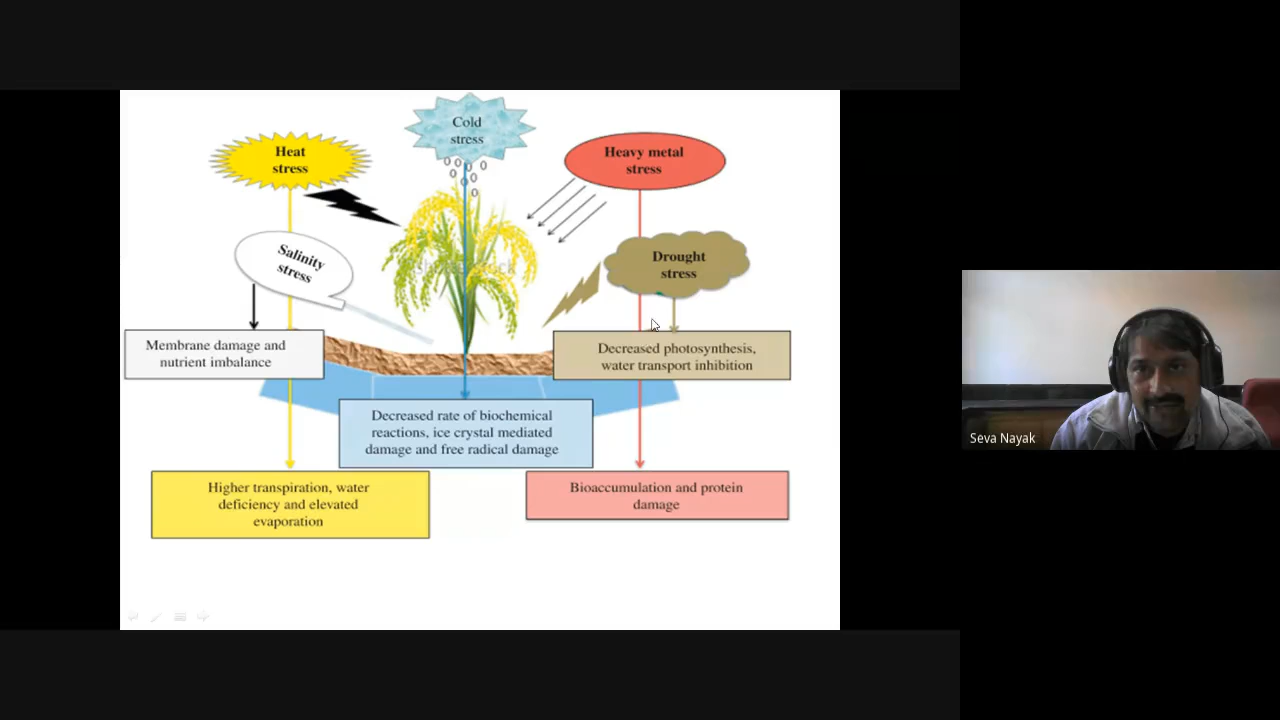 Cold
stress
Heat
stress
Heavy metal
stress
Salinity
stress
Drought
stress
Membrane damage and
nutrient imbalance
Decreased photosynthesis,
water transport inhibition
Decreased rate of biochemical
reactions, ice crystal mediated
damage and free radical damage
Higher transpiration, water
deficiency and elevated
evaporation
Bioaccumulation and protein
damage
Seva Nayak